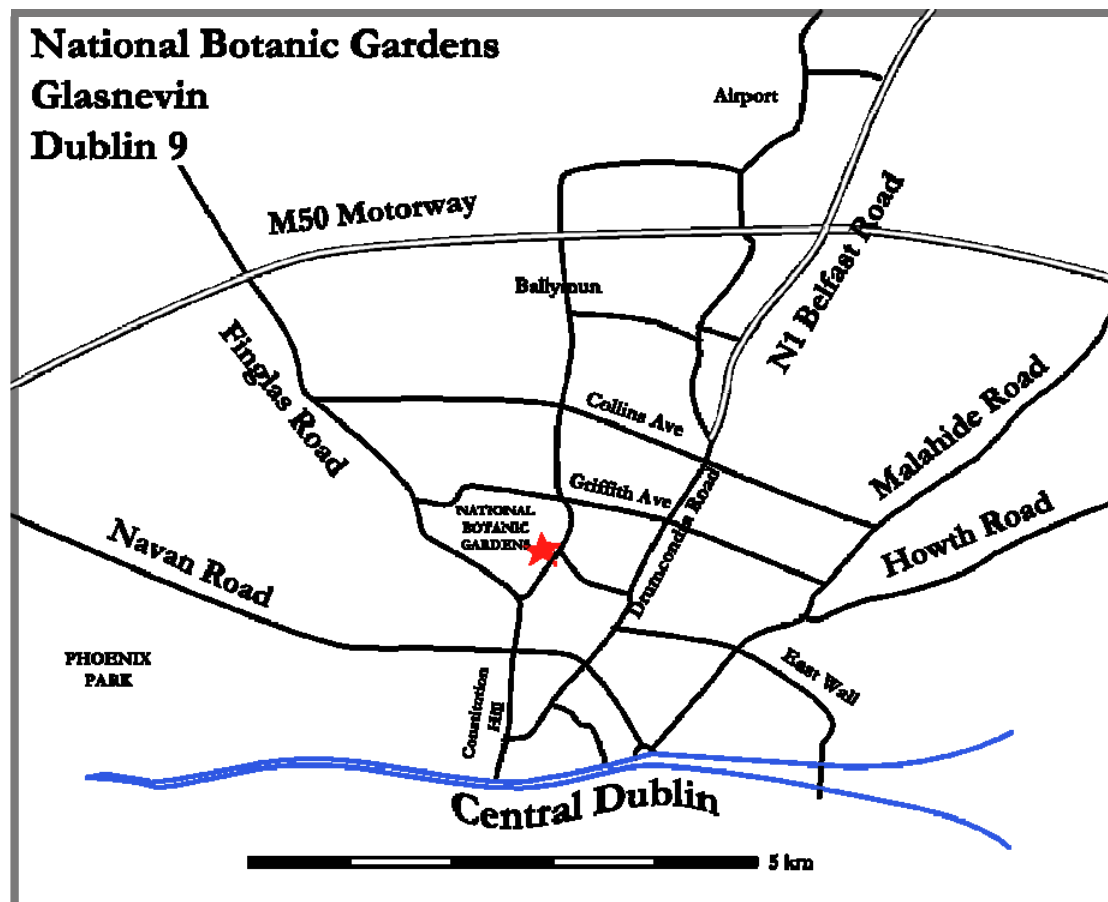 National Botanic Gardens
Glasnevin
Dublin 9
Airport
M50 Motorway
N1 Belfast Road
Ballymun
Finglas Road
Collins Ave
Malahide Road
Griffith Ave
NATIONAL
BOTANIC
GARDENS
Drumcondra Road
Howth Road
Navan Road
PHOENIX
PARK
Constitution
Hill
East Wall
Central Dublin
5 km